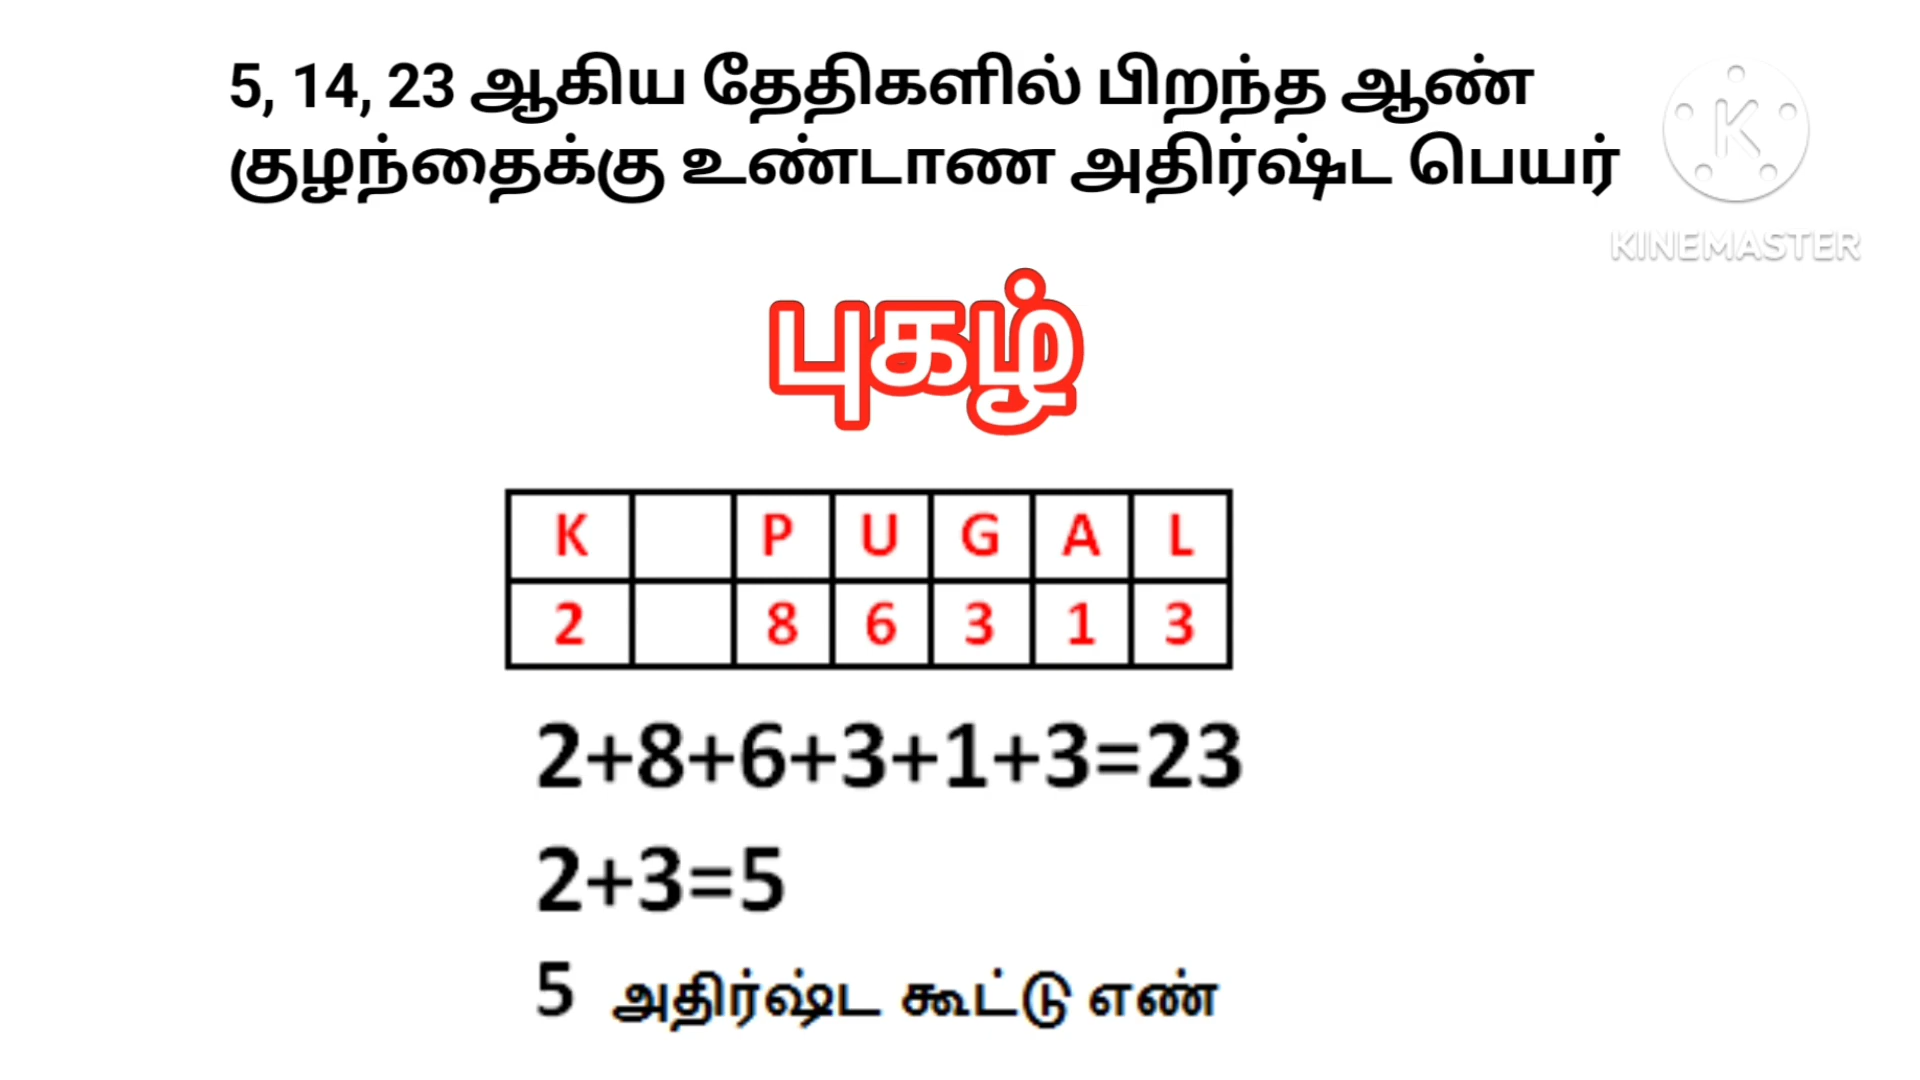 5, 14, 23 ஆகிய தேதிகளில் பிறந்த ஆண்
குழந்தைக்கு உண்டாண அதிர்ஷ்ட பெயர்
K
KINEMASTER
புகழ்
K P U G A L
2 8 6 3 1 3
2+8+6+3+1+3=23
2+3=5
5 அதிர்ஷ்ட கூட்டு எண்